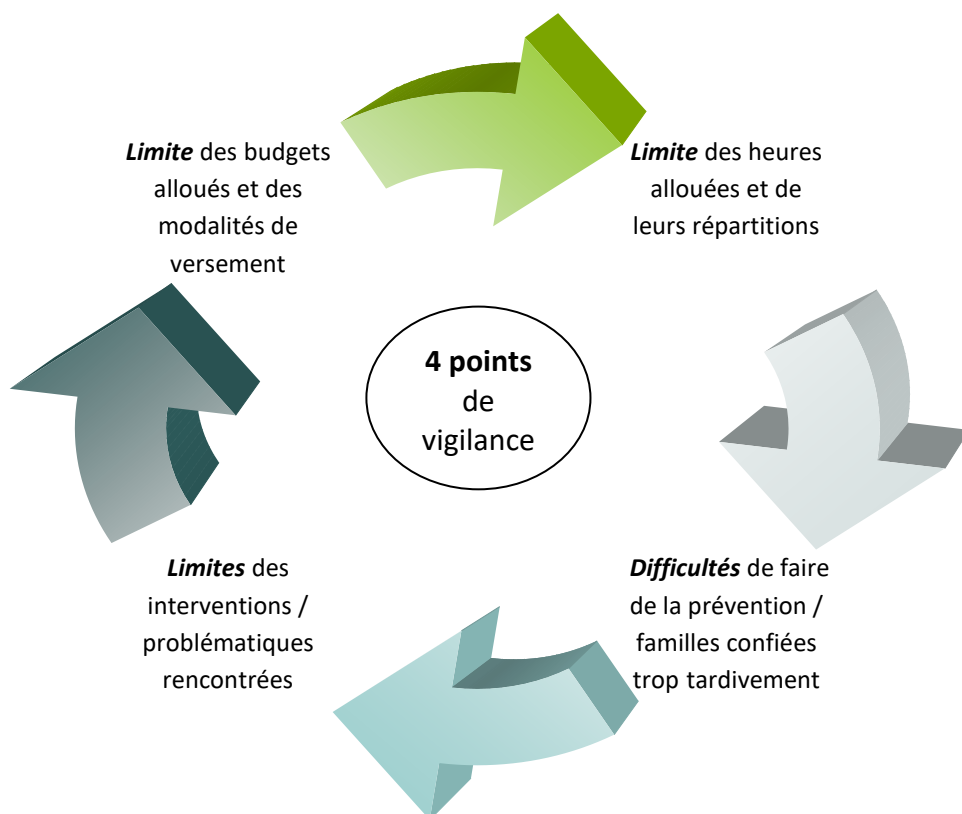 Limite des budgets
alloués et des
modalités de
versement
Limite des heures
allouées et de
leurs répartitions
4 points
de
vigilance
Limites des
interventions /
problématiques
rencontrées
Difficultés de faire
de la prévention /
familles confiées
trop tardivement